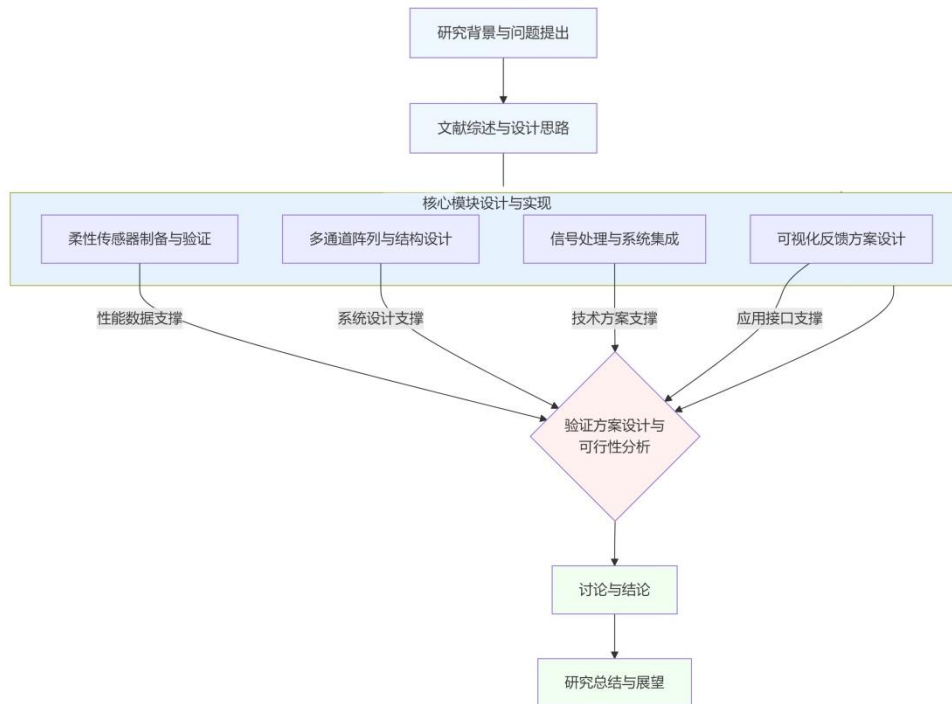 研究背景与问题提出
文献综述与设计思路
核心模块设计与实现
柔性传感器制备与验证
多通道阵列与结构设计
信号处理与系统集成
可视化反馈方案设计
性能数据支撑
系统设计支撑
技术方案支撑
应用接口支撑
验证方案设计与
可行性分析
讨论与结论
研究总结与展望